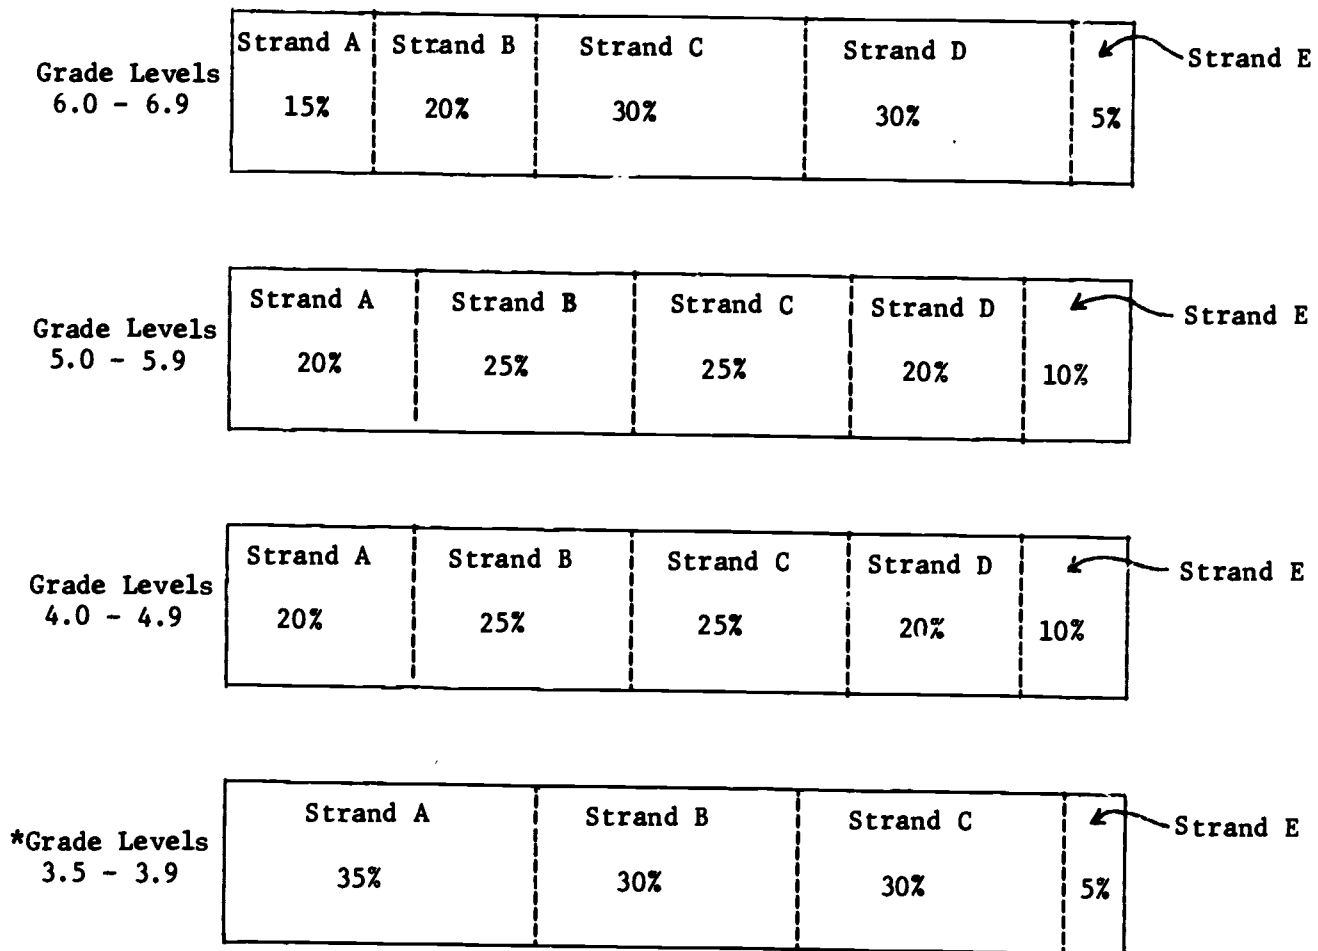 Strand A Strand B Strand C Strand D Strand E
Grade Levels
6.0 - 6.9
15% 20% 30% 30% 5%
Strand A Strand B Strand C Strand D Strand E
Grade Levels
5.0 - 5.9
20% 25% 25% 20% 10%
Strand A Strand B Strand C Strand D Strand E
Grade Levels
4.0 - 4.9
20% 25% 25% 20% 10%
Strand A Strand B Strand C Strand E
*Grade Levels
3.5 - 3.9
35% 30% 30% 5%